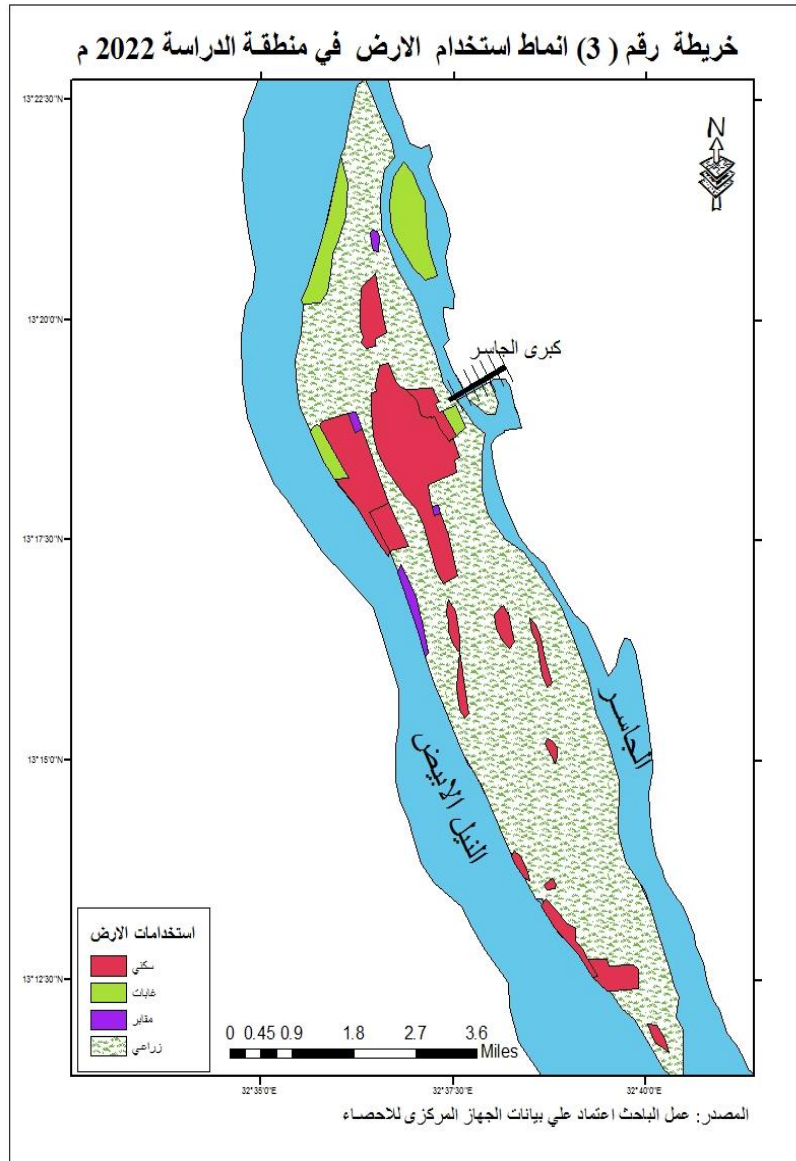 خريطة رقم ( 3) انماط استخدام الارض في منطقة الدراسة 2022 م
13°22'30"N
N
13°20'0"N
كبرى الجاسر
13°17'30"N
الجاسر
13°15'0"N
النيل الابيض
استخدامات الارض
سكني
غابات
مقابر
زراعي
13°12'30"N
0 0.45 0.9 1.8 2.7 3.6
Miles
32°35'0"E 32°37'30"E 32°40'0"E
المصدر: عمل الباحث اعتماد علي بيانات الجهاز المركزى للاحصاء